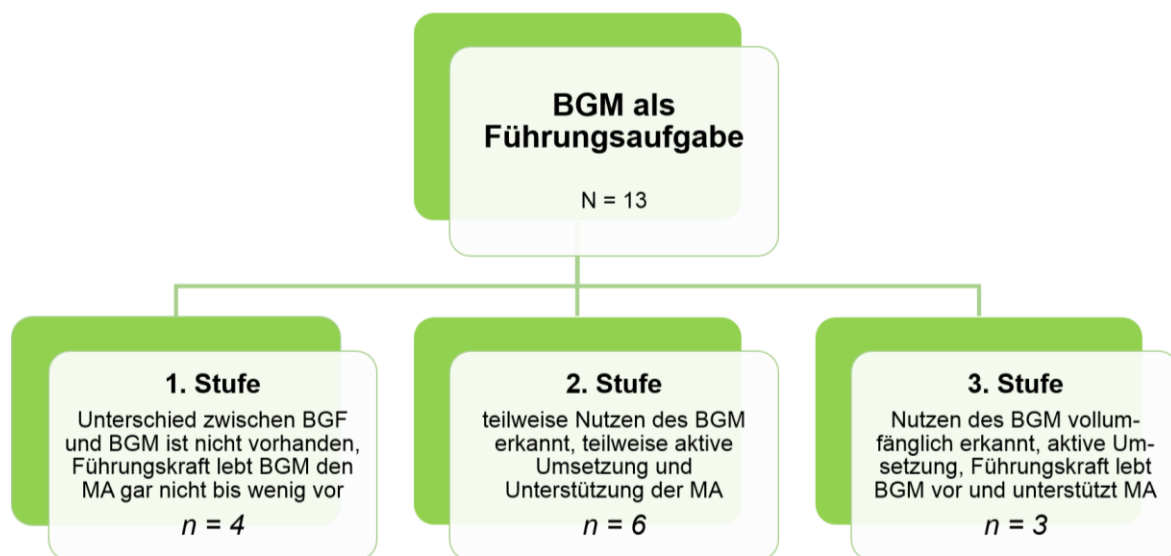 BGM als
Führungsaufgabe
N = 13
1. Stufe
Unterschied zwischen BGF
und BGM ist nicht vorhanden,
Führungskraft lebt BGM den
MA gar nicht bis wenig vor
n = 4
2. Stufe
teilweise Nutzen des BGM
erkannt, teilweise aktive
Umsetzung und
Unterstützung der MA
n = 6
3. Stufe
Nutzen des BGM vollum-
fänglich erkannt, aktive Um-
setzung, Führungskraft lebt
BGM vor und unterstützt MA
n = 3